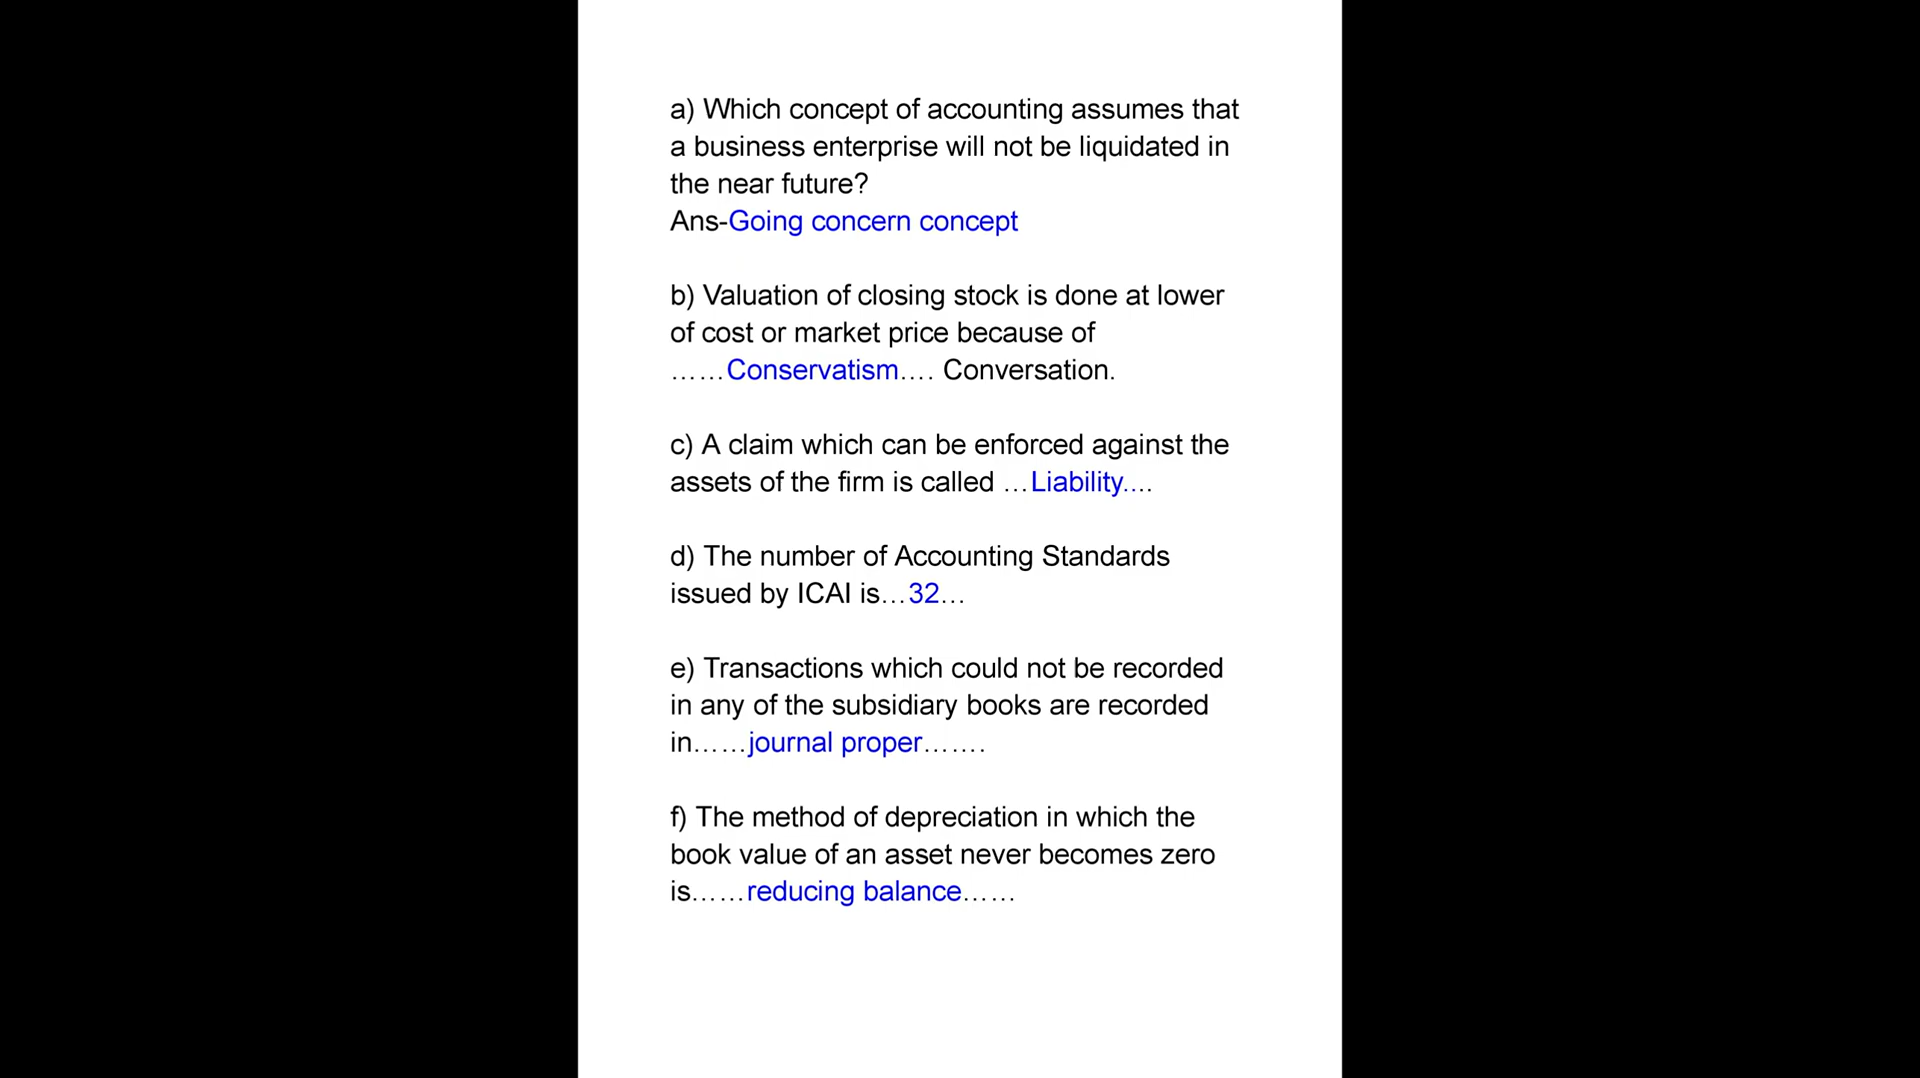 a) Which concept of accounting assumes that
a business enterprise will not be liquidated in
the near future?
Ans-Going concern concept
b) Valuation of closing stock is done at lower
of cost or market price because of
……Conservatism…. Conversation.
c) A claim which can be enforced against the
assets of the firm is called …Liability....
d) The number of Accounting Standards
issued by ICAI is…32…
e) Transactions which could not be recorded
in any of the subsidiary books are recorded
in……journal proper…….
f) The method of depreciation in which the
book value of an asset never becomes zero
is……reducing balance……